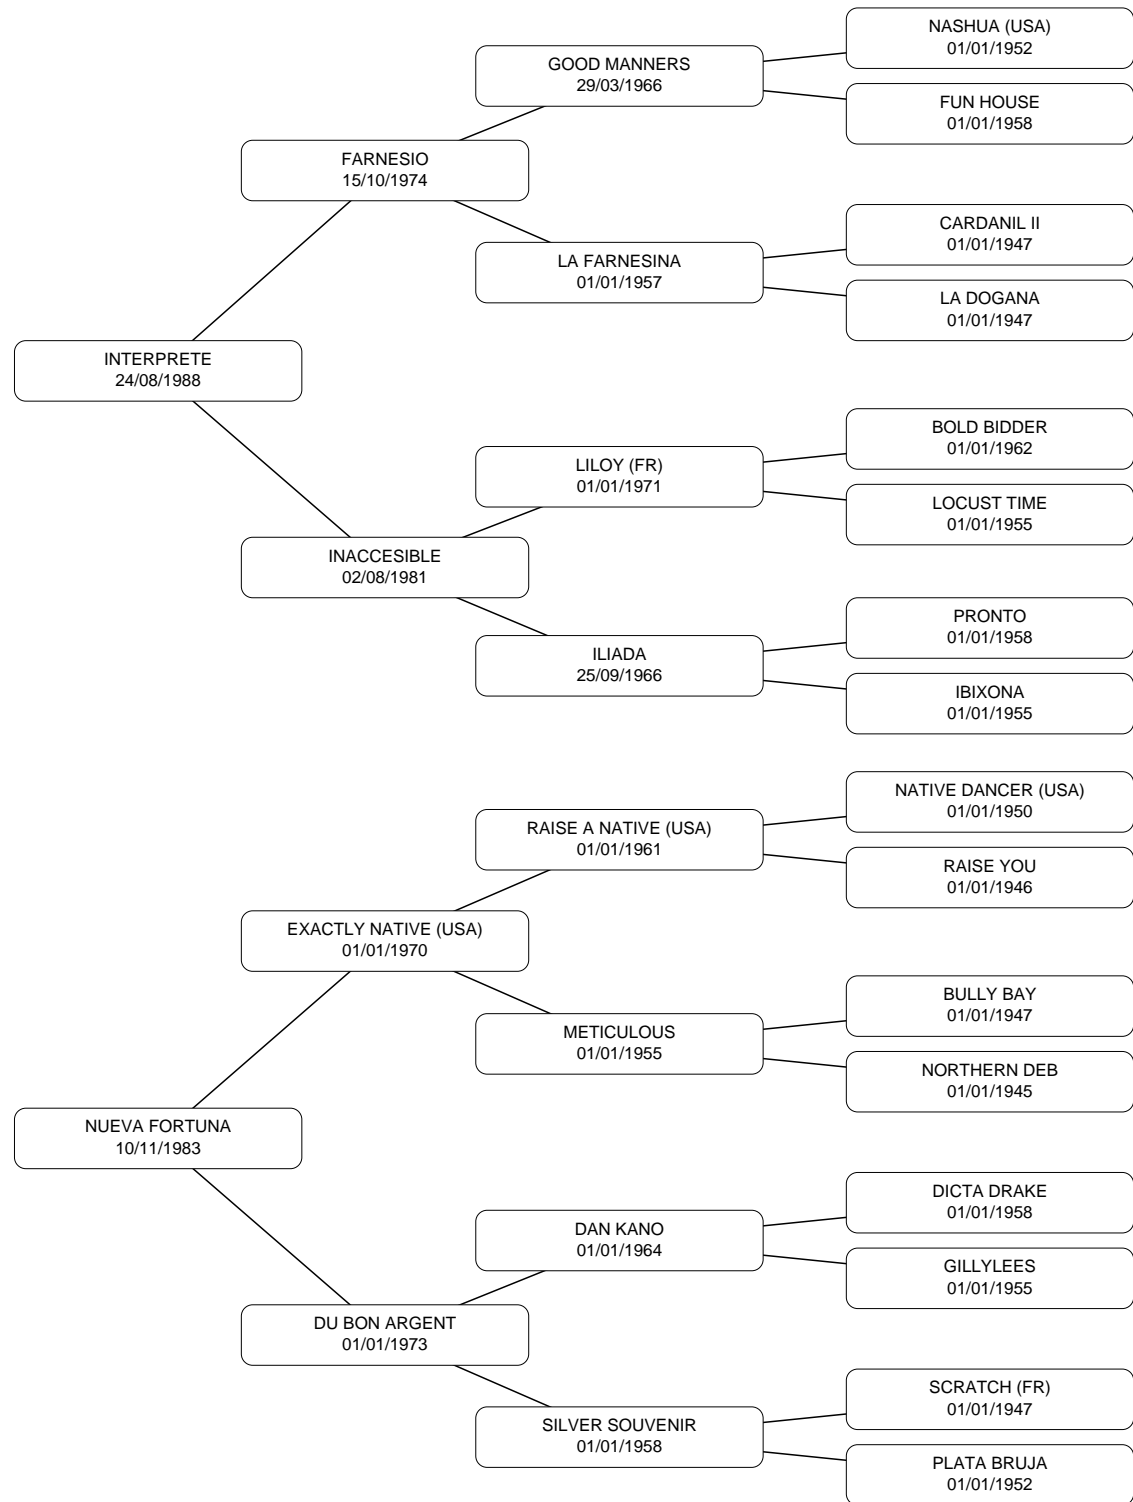 NASHUA (USA)
01/01/1952
GOOD MANNERS
29/03/1966
FUN HOUSE
01/01/1958
FARNESIO
15/10/1974
CARDANIL II
01/01/1947
LA FARNESINA
01/01/1957
LA DOGANA
01/01/1947
INTERPRETE
24/08/1988
BOLD BIDDER
01/01/1962
LILOY (FR)
01/01/1971
LOCUST TIME
01/01/1955
INACCESIBLE
02/08/1981
PRONTO
01/01/1958
ILIADA
25/09/1966
IBIXONA
01/01/1955
NATIVE DANCER (USA)
01/01/1950
RAISE A NATIVE (USA)
01/01/1961
RAISE YOU
01/01/1946
EXACTLY NATIVE (USA)
01/01/1970
BULLY BAY
01/01/1947
METICULOUS
01/01/1955
NORTHERN DEB
01/01/1945
NUEVA FORTUNA
10/11/1983
DICTA DRAKE
01/01/1958
DAN KANO
01/01/1964
GILLYLEES
01/01/1955
DU BON ARGENT
01/01/1973
SCRATCH (FR)
01/01/1947
SILVER SOUVENIR
01/01/1958
PLATA BRUJA
01/01/1952